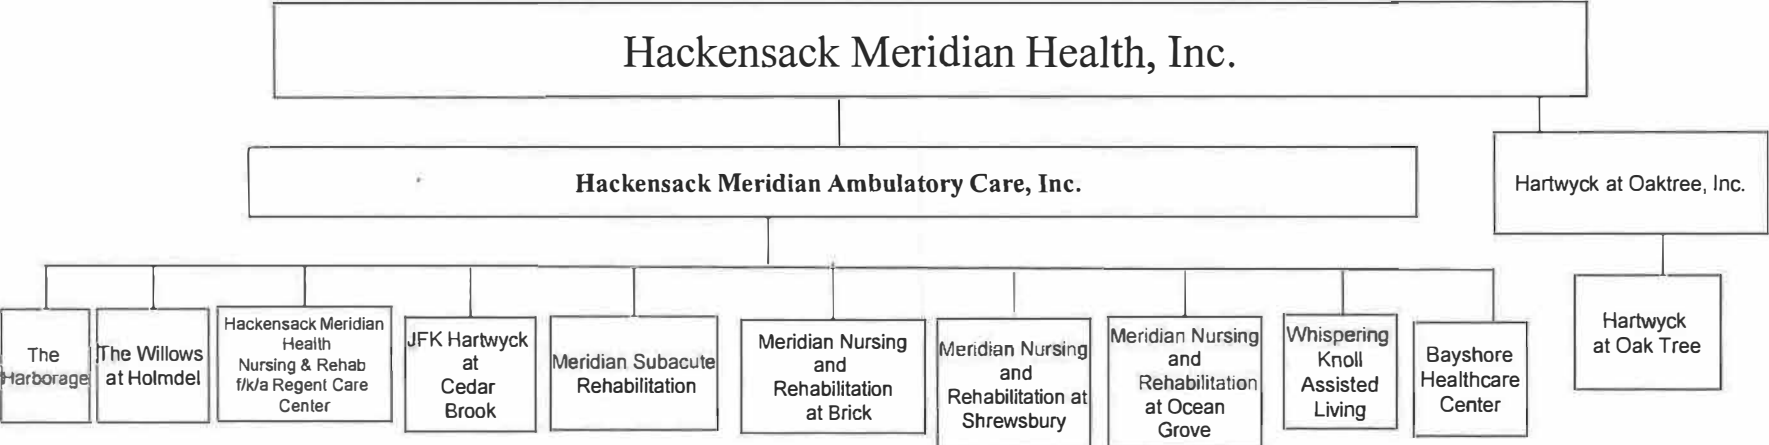 Hackensack Meridian Health, Inc.
Hackensack Meridian Ambulatory Care, Inc.
Hartwyck at Oaktree, Inc.
The
Harborage
The Willows
at Holmdel
Hackensack Meridian
Health
Nursing & Rehab
f/k/a Regent Care
Center
JFK Hartwyck
at
Cedar
Brook
Meridian Subacute
Rehabilitation
Meridian Nursing
and
Rehabilitation
at Brick
Meridian Nursing
and
Rehabilitation at
Shrewsbury
Meridian Nursing
and
Rehabilitation
at Ocean
Grove
Whispering
Knoll
Assisted
Living
Bayshore
Healthcare
Center
Hartwyck
at Oak Tree